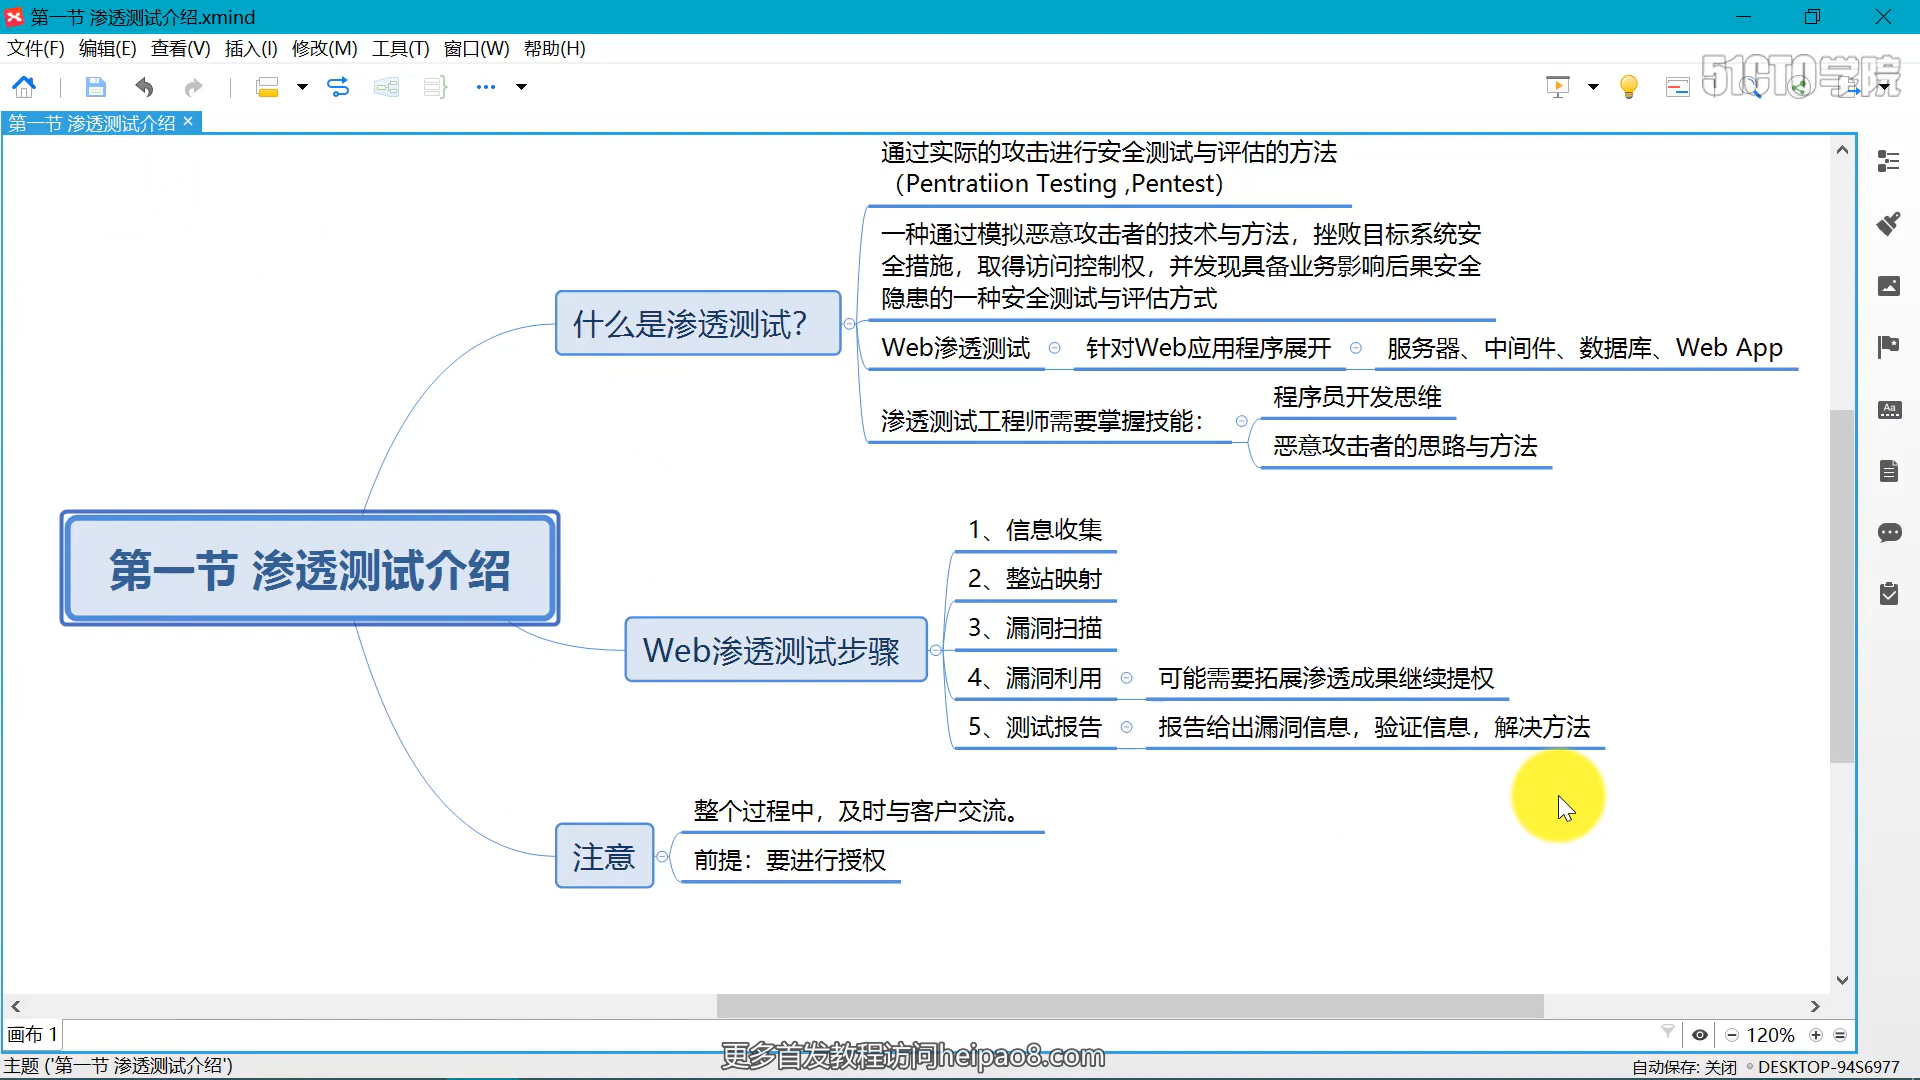 第一节 渗透测试介绍.xmind
文件(F) 编辑(E) 查看(V) 插入(I) 修改(M) 工具(T) 窗口(W) 帮助(H)
51CTO学院
第一节 渗透测试介绍 ×
通过实际的攻击进行安全测试与评估的方法
（Pentratiion Testing ,Pentest）
一种通过模拟恶意攻击者的技术与方法，挫败目标系统安
全措施，取得访问控制权，并发现具备业务影响后果安全
隐患的一种安全测试与评估方式
什么是渗透测试？
Web渗透测试
针对Web应用程序展开
服务器、中间件、数据库、Web App
渗透测试工程师需要掌握技能：
程序员开发思维
恶意攻击者的思路与方法
第一节 渗透测试介绍
Web渗透测试步骤
1、信息收集
2、整站映射
3、漏洞扫描
4、漏洞利用
可能需要拓展渗透成果继续提权
5、测试报告
报告给出漏洞信息，验证信息，解决方法
注意
整个过程中，及时与客户交流。
前提：要进行授权
Aa
画布 1
120%
更多首发教程访问heipao8.com
主题 ('第一节 渗透测试介绍')
自动保存: 关闭
DESKTOP-94S6977